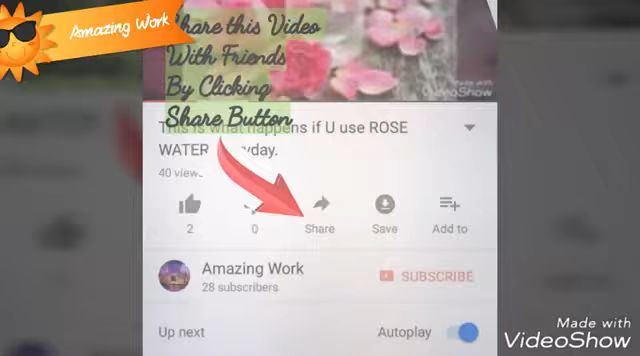 Amazing Work
Share this Video
With Friends
By Clicking
Share Button
Made with
VideoShow
This is what happens if U use ROSE
WATER
40 views
2
0
Share
Save
Add to
Amazing Work
28 subscribers
SUBSCRIBE
Up next
Autoplay
Made with
VideoShow